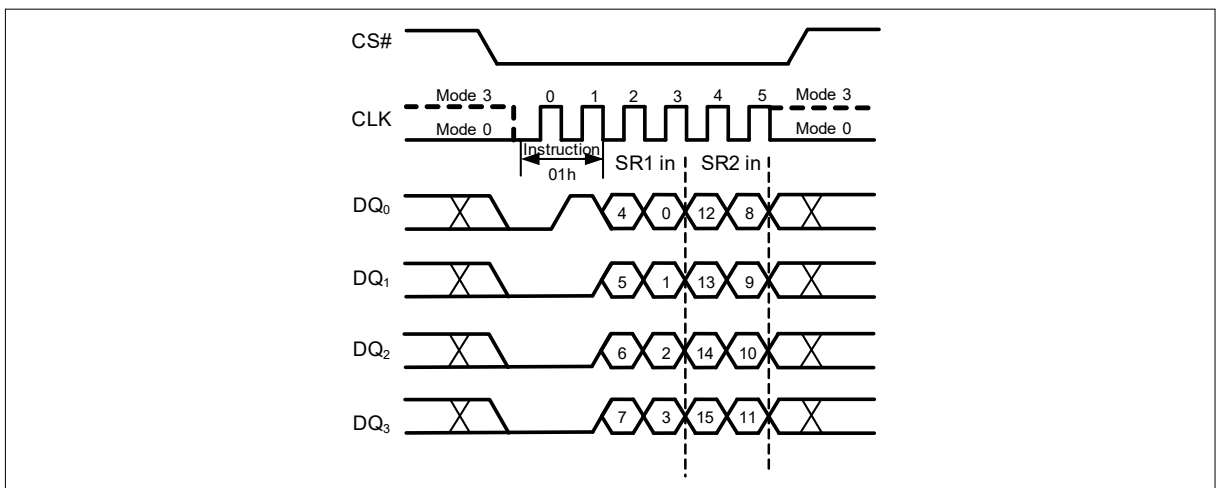 CS#
CLK
Mode 3
0 1 2 3 4 5
Mode 3
Mode 0
Mode 0
Instruction
01h
SR1 in
SR2 in
DQ0
4 0 12 8
DQ1
5 1 13 9
DQ2
6 2 14 10
DQ3
7 3 15 11